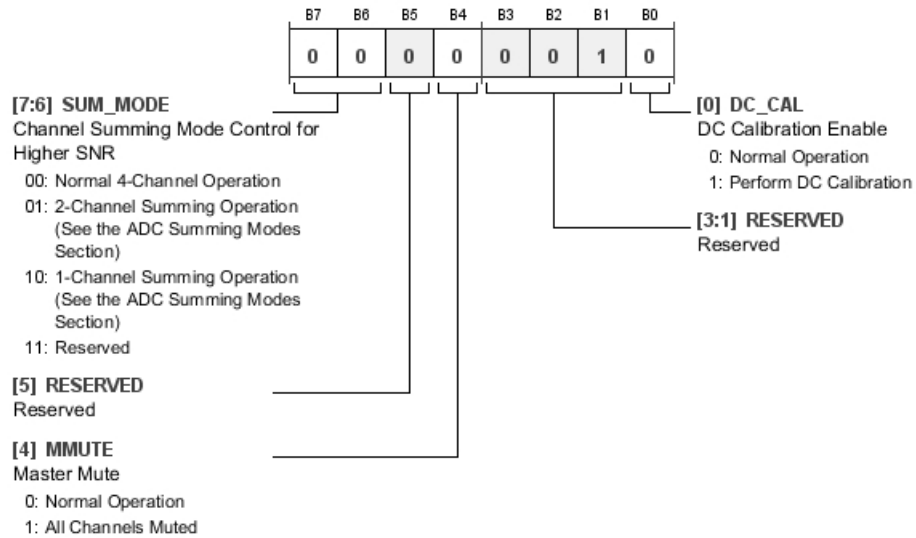 B7 B6 B5 B4 B3 B2 B1 B0
0 0 0 0 0 0 1 0
[7:6] SUM_MODE
Channel Summing Mode Control for
Higher SNR
00: Normal 4-Channel Operation
01: 2-Channel Summing Operation
(See the ADC Summing Modes
Section)
10: 1-Channel Summing Operation
(See the ADC Summing Modes
Section)
11: Reserved
[5] RESERVED
Reserved
[4] MMUTE
Master Mute
0: Normal Operation
1: All Channels Muted
[0] DC_CAL
DC Calibration Enable
0: Normal Operation
1: Perform DC Calibration
[3:1] RESERVED
Reserved